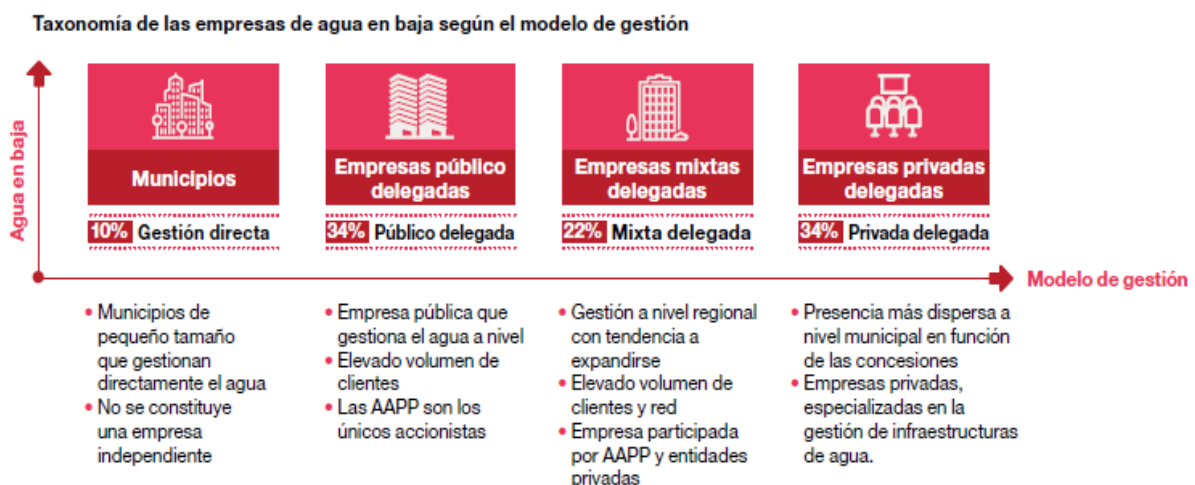 Taxonomía de las empresas de agua en baja según el modelo de gestión
Agua en baja
Municipios
10% Gestión directa
Empresas público
delegadas
34% Público delegada
Empresas mixtas
delegadas
22% Mixta delegada
Empresas privadas
delegadas
34% Privada delegada
Modelo de gestión
• Municipios de
pequeño tamaño
que gestionan
directamente el agua
• No se constituye
una empresa
independiente
• Empresa pública que
gestiona el agua a nivel
• Elevado volumen de
clientes
• Las AAPP son los
únicos accionistas
• Gestión a nivel regional
con tendencia a
expandirse
• Elevado volumen de
clientes y red
• Empresa participada
por AAPP y entidades
privadas
• Presencia más dispersa a
nivel municipal en función
de las concesiones
• Empresas privadas,
especializadas en la
gestión de infraestructuras
de agua.